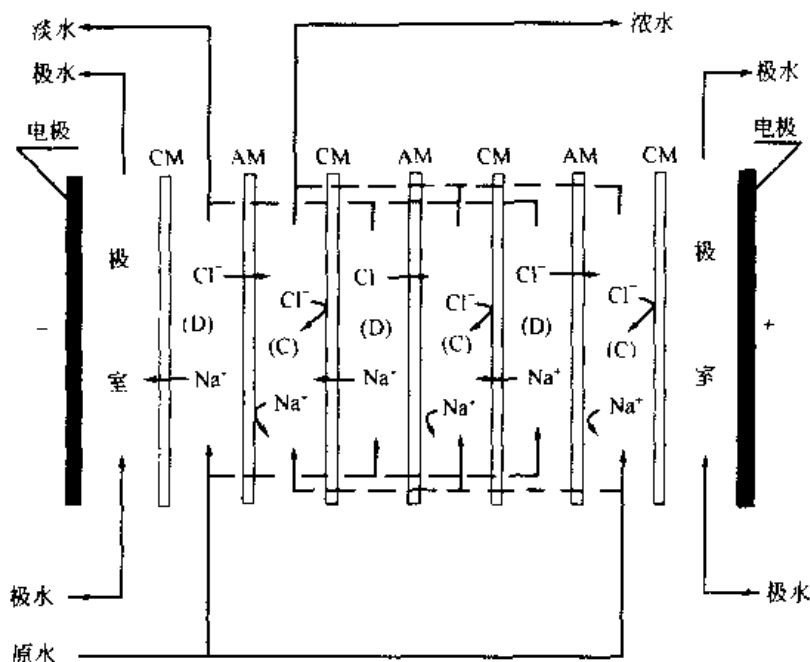 淡水 浓水
极水 极水
电极 电极
CM AM CM AM CM AM CM
极 极
Cl⁻ Cl Cl⁻
Cl⁻ Cl⁻ Cl⁻
(D) (D) (D)
− +
(C) (C) (C)
室 Na⁺ Na⁺ Na⁺ 室
Na⁺ Na⁺ Na⁺
极水 极水
原水